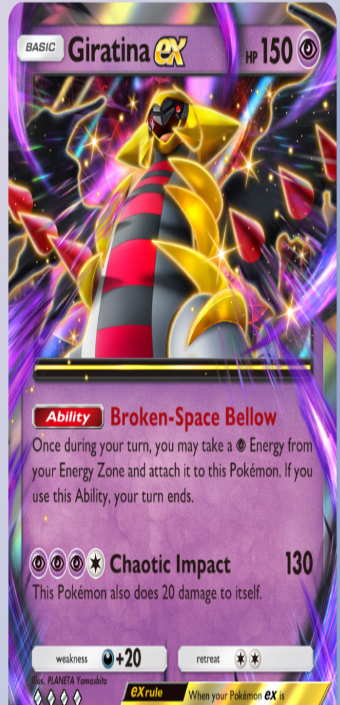 BASIC Giratina ex HP 150
Ability Broken-Space Bellow
Once during your turn, you may take a Energy from
your Energy Zone and attach it to this Pokémon. If you
use this Ability, your turn ends.
Chaotic Impact 130
This Pokémon also does 20 damage to itself.
weakness +20 retreat
Illus. PLANETA Yamashita
ex rule When your Pokémon ex is